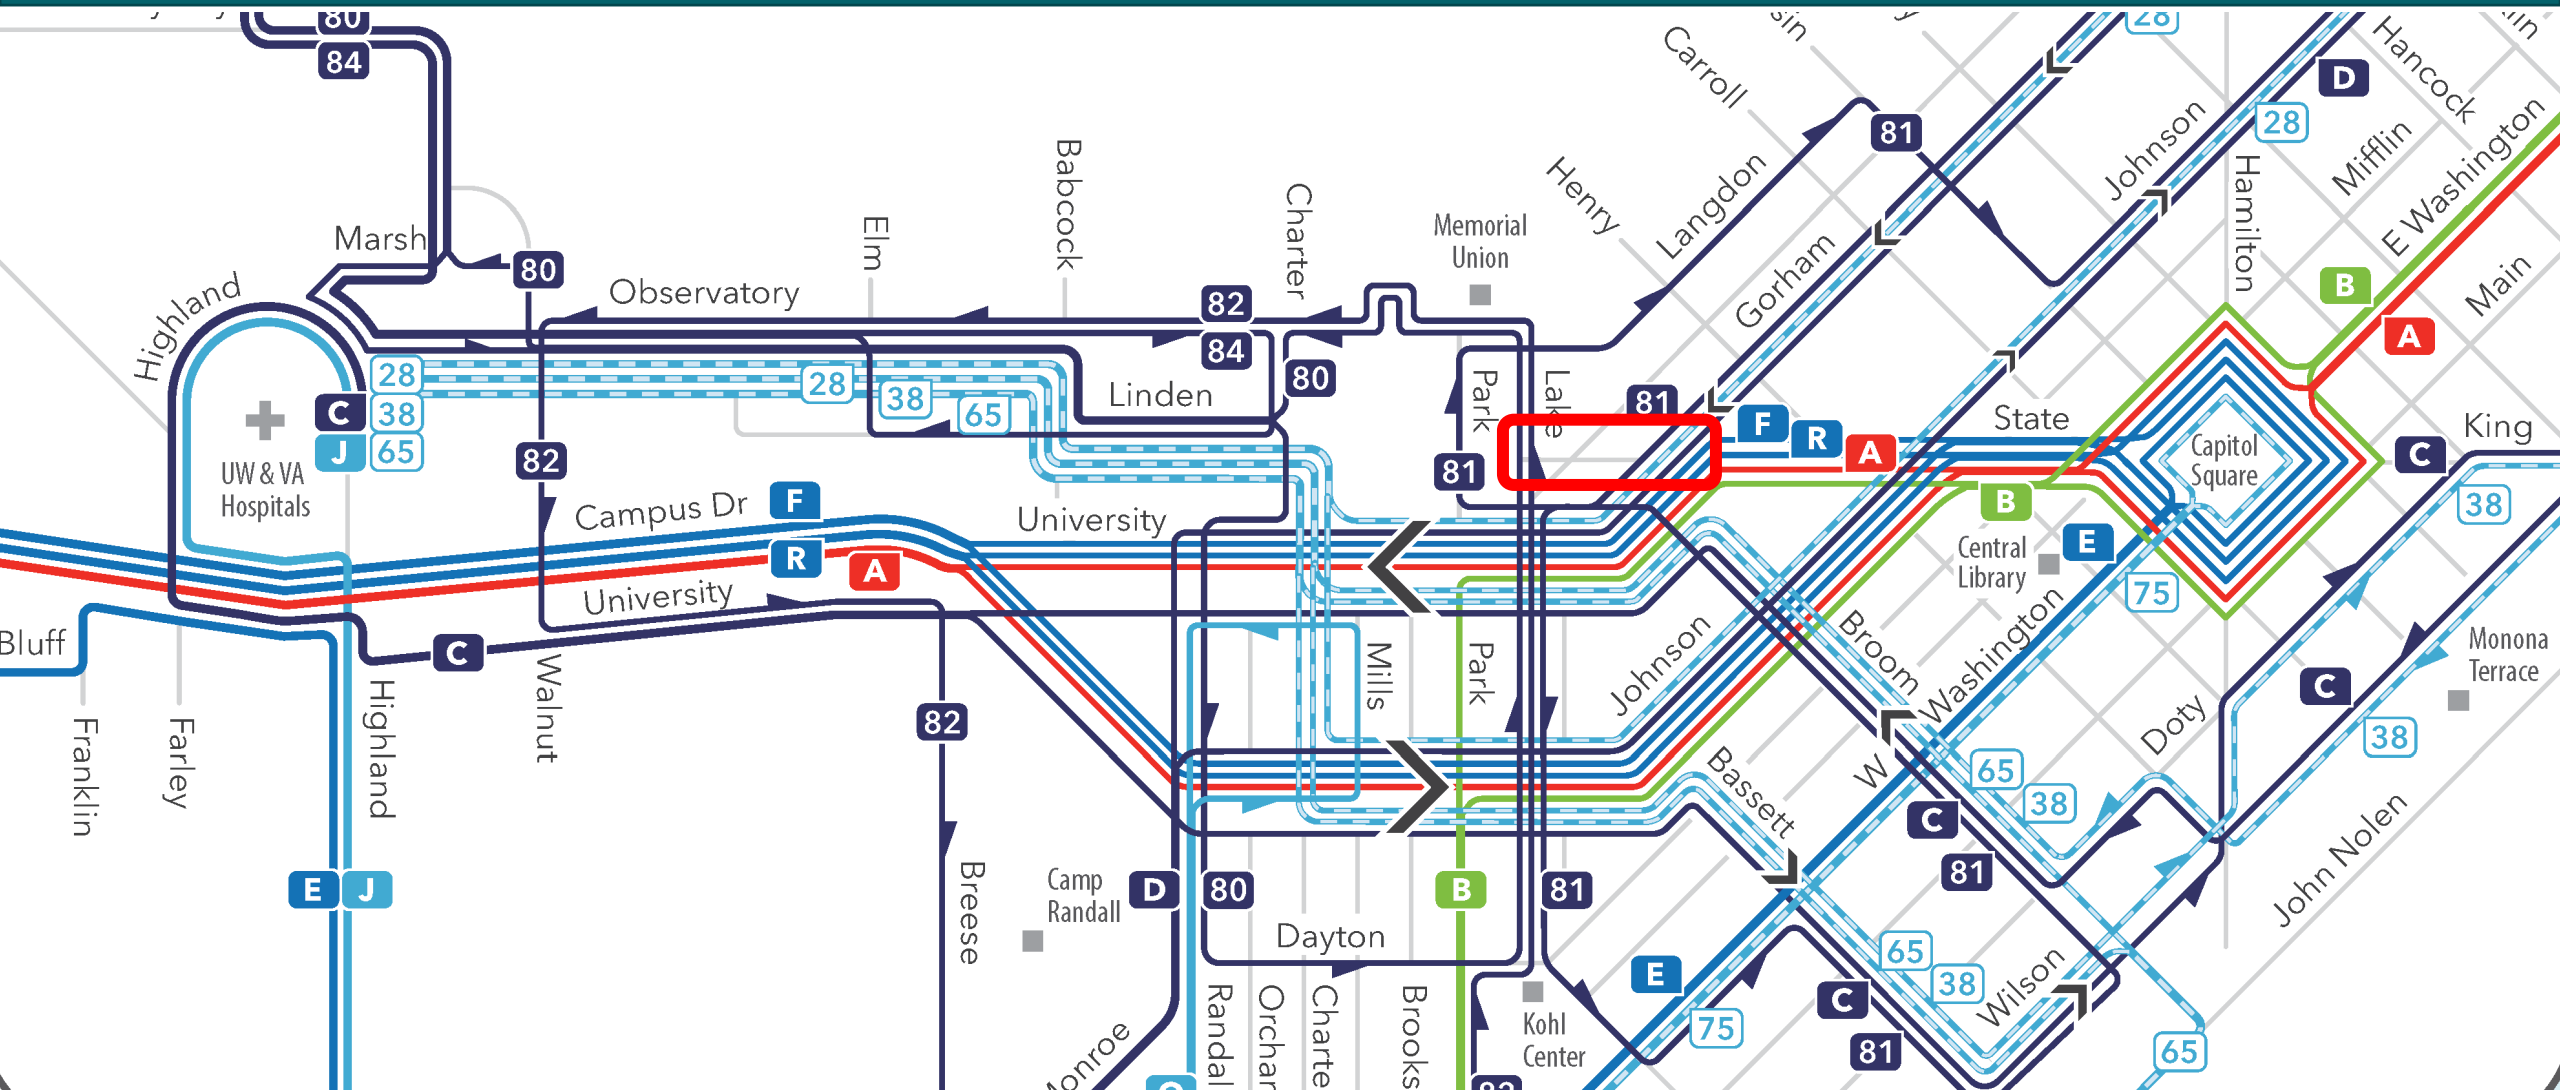 80
84
28
D
28
Hancock
Carroll
81
Johnson
Mifflin
E Washington
Hamilton
Babcock
Henry
Langdon
Marsh
Elm
Charter
Memorial
Union
Gorham
B
Main
80
Observatory
82
84
80
Highland
A
28
28
38
65
Linden
Park
Lake
81
F
R
A
State
King
C
38
J
65
Capitol
Square
C
UW & VA
Hospitals
82
81
B
38
Campus Dr
F
University
R
A
Central
Library
E
75
University
Bluff
C
Walnut
Highland
Mills
Park
Johnson
Broom
W Washington
Monona
Terrace
C
38
Franklin
Farley
82
Bassett
65
38
Doty
C
81
John Nolen
E
J
Breese
Camp
Randall
D
80
B
81
Dayton
65
38
Wilson
E
C
75
81
65
Kohl
Center
Brooks